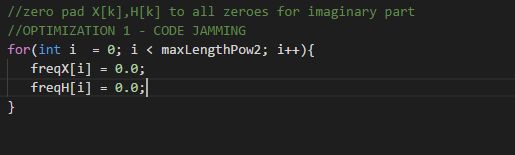 //zero pad X[k],H[k] to all zeroes for imaginary part
//OPTIMIZATION 1 - CODE JAMMING
for(int i  = 0; i < maxLengthPow2; i++){
   freqX[i] = 0.0;
   freqH[i] = 0.0;
}